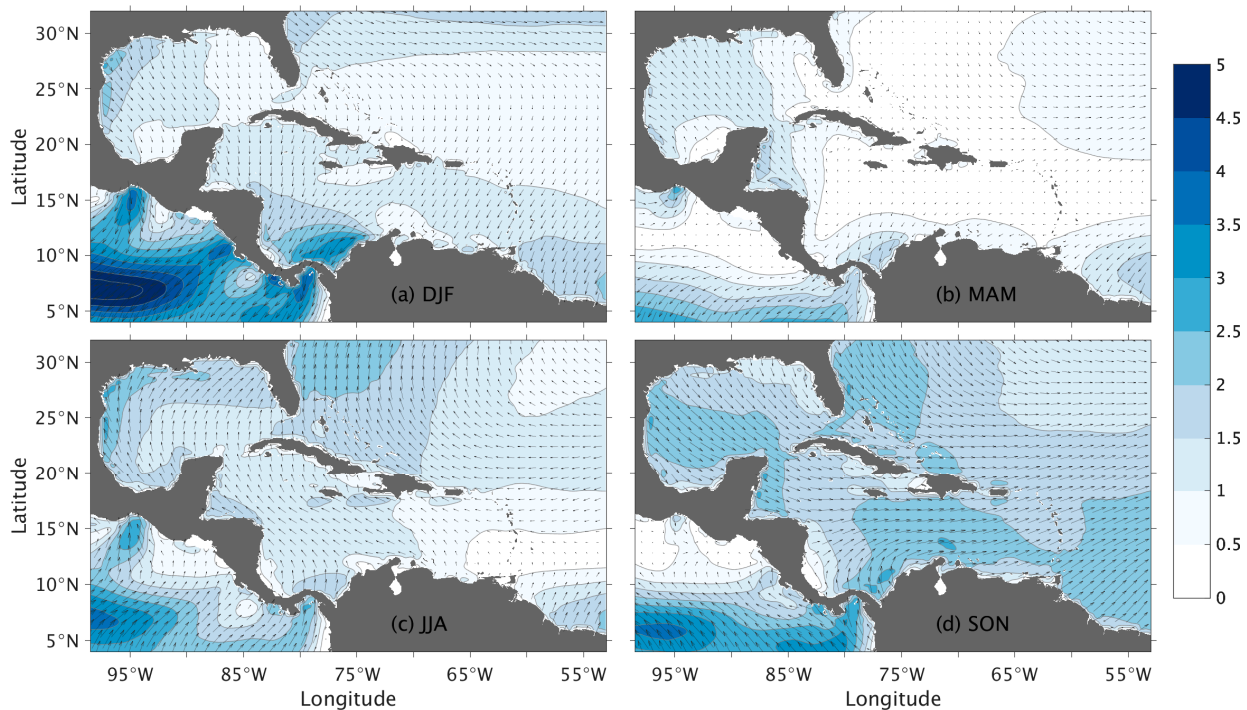 30°N
25°N
20°N
15°N
10°N
5°N
Latitude
(a) DJF
(b) MAM
30°N
25°N
20°N
15°N
10°N
5°N
Latitude
(c) JJA
(d) SON
95°W 85°W 75°W 65°W 55°W
95°W 85°W 75°W 65°W 55°W
Longitude
Longitude
5
4.5
4
3.5
3
2.5
2
1.5
1
0.5
0